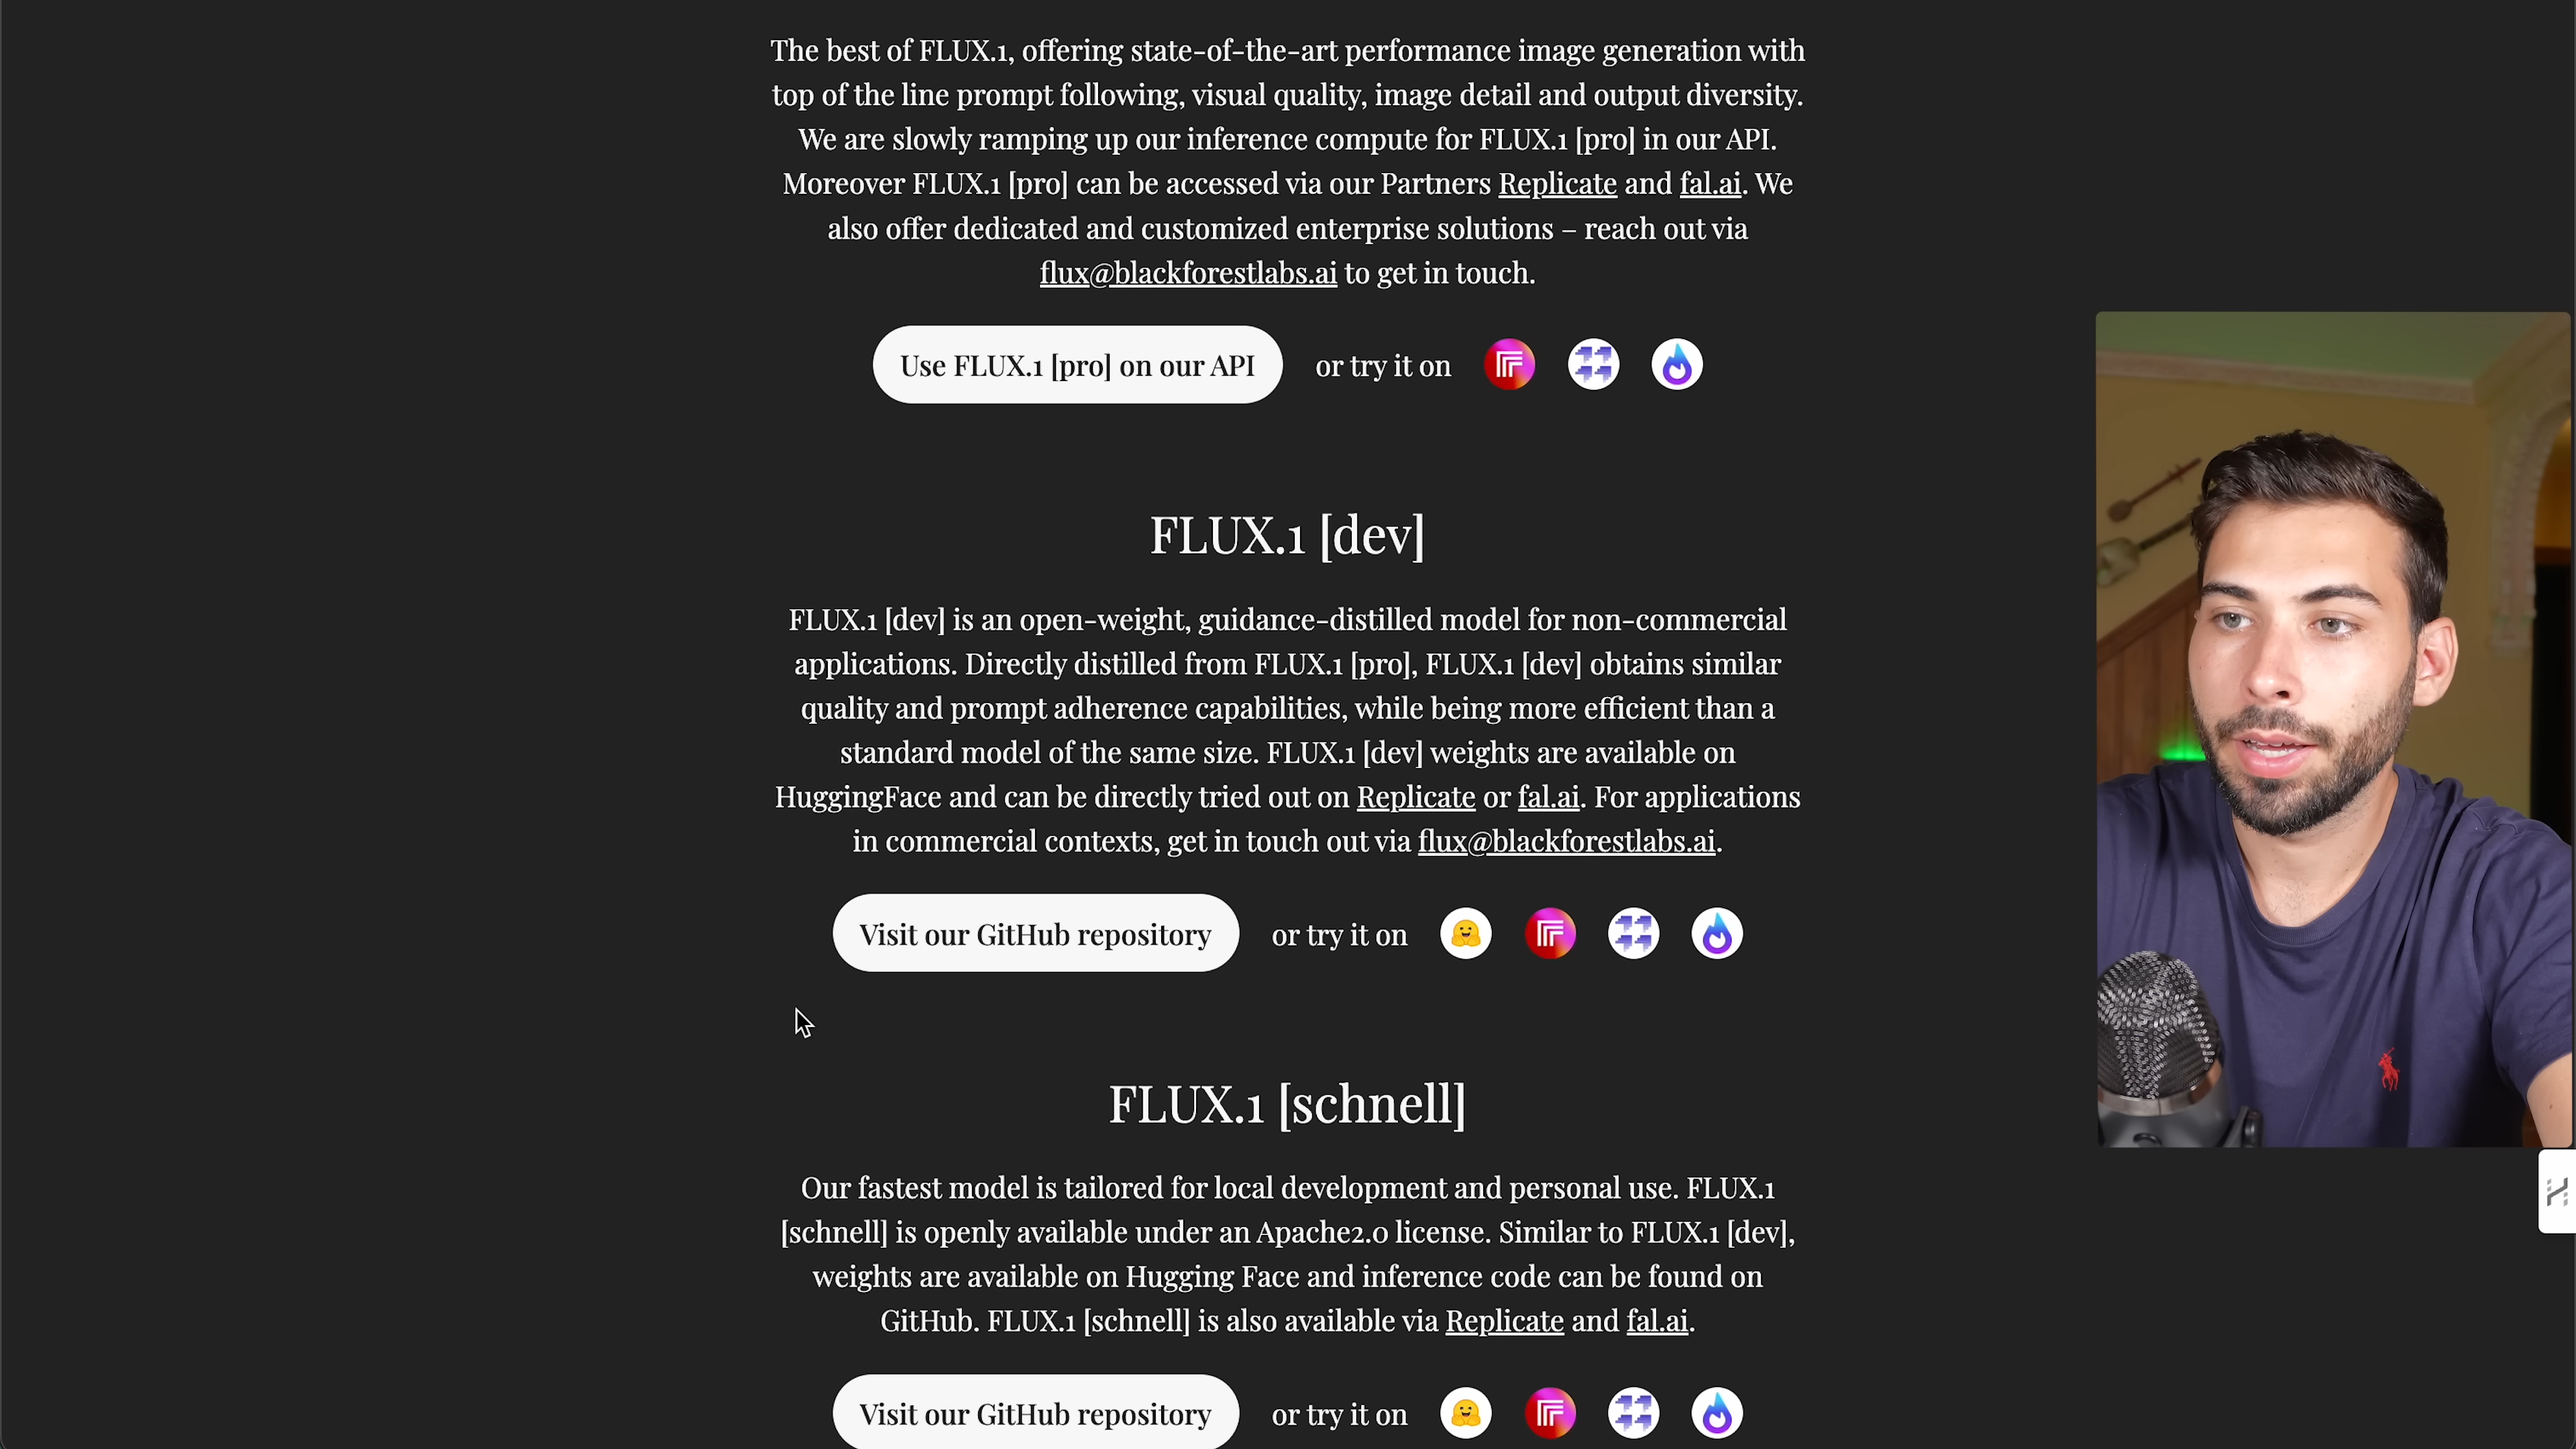 The best of FLUX.1, offering state-of-the-art performance image generation with
top of the line prompt following, visual quality, image detail and output diversity.
We are slowly ramping up our inference compute for FLUX.1 [pro] in our API.
Moreover FLUX.1 [pro] can be accessed via our Partners Replicate and fal.ai. We
also offer dedicated and customized enterprise solutions – reach out via
flux@blackforestlabs.ai to get in touch.
Use FLUX.1 [pro] on our API or try it on
FLUX.1 [dev]
FLUX.1 [dev] is an open-weight, guidance-distilled model for non-commercial
applications. Directly distilled from FLUX.1 [pro], FLUX.1 [dev] obtains similar
quality and prompt adherence capabilities, while being more efficient than a
standard model of the same size. FLUX.1 [dev] weights are available on
HuggingFace and can be directly tried out on Replicate or fal.ai. For applications
in commercial contexts, get in touch out via flux@blackforestlabs.ai.
Visit our GitHub repository or try it on
FLUX.1 [schnell]
Our fastest model is tailored for local development and personal use. FLUX.1
[schnell] is openly available under an Apache2.0 license. Similar to FLUX.1 [dev],
weights are available on Hugging Face and inference code can be found on
GitHub. FLUX.1 [schnell] is also available via Replicate and fal.ai.
Visit our GitHub repository or try it on